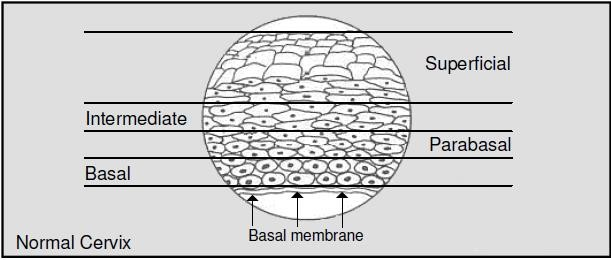 Superficial
Intermediate
Parabasal
Basal
Basal membrane
Normal Cervix